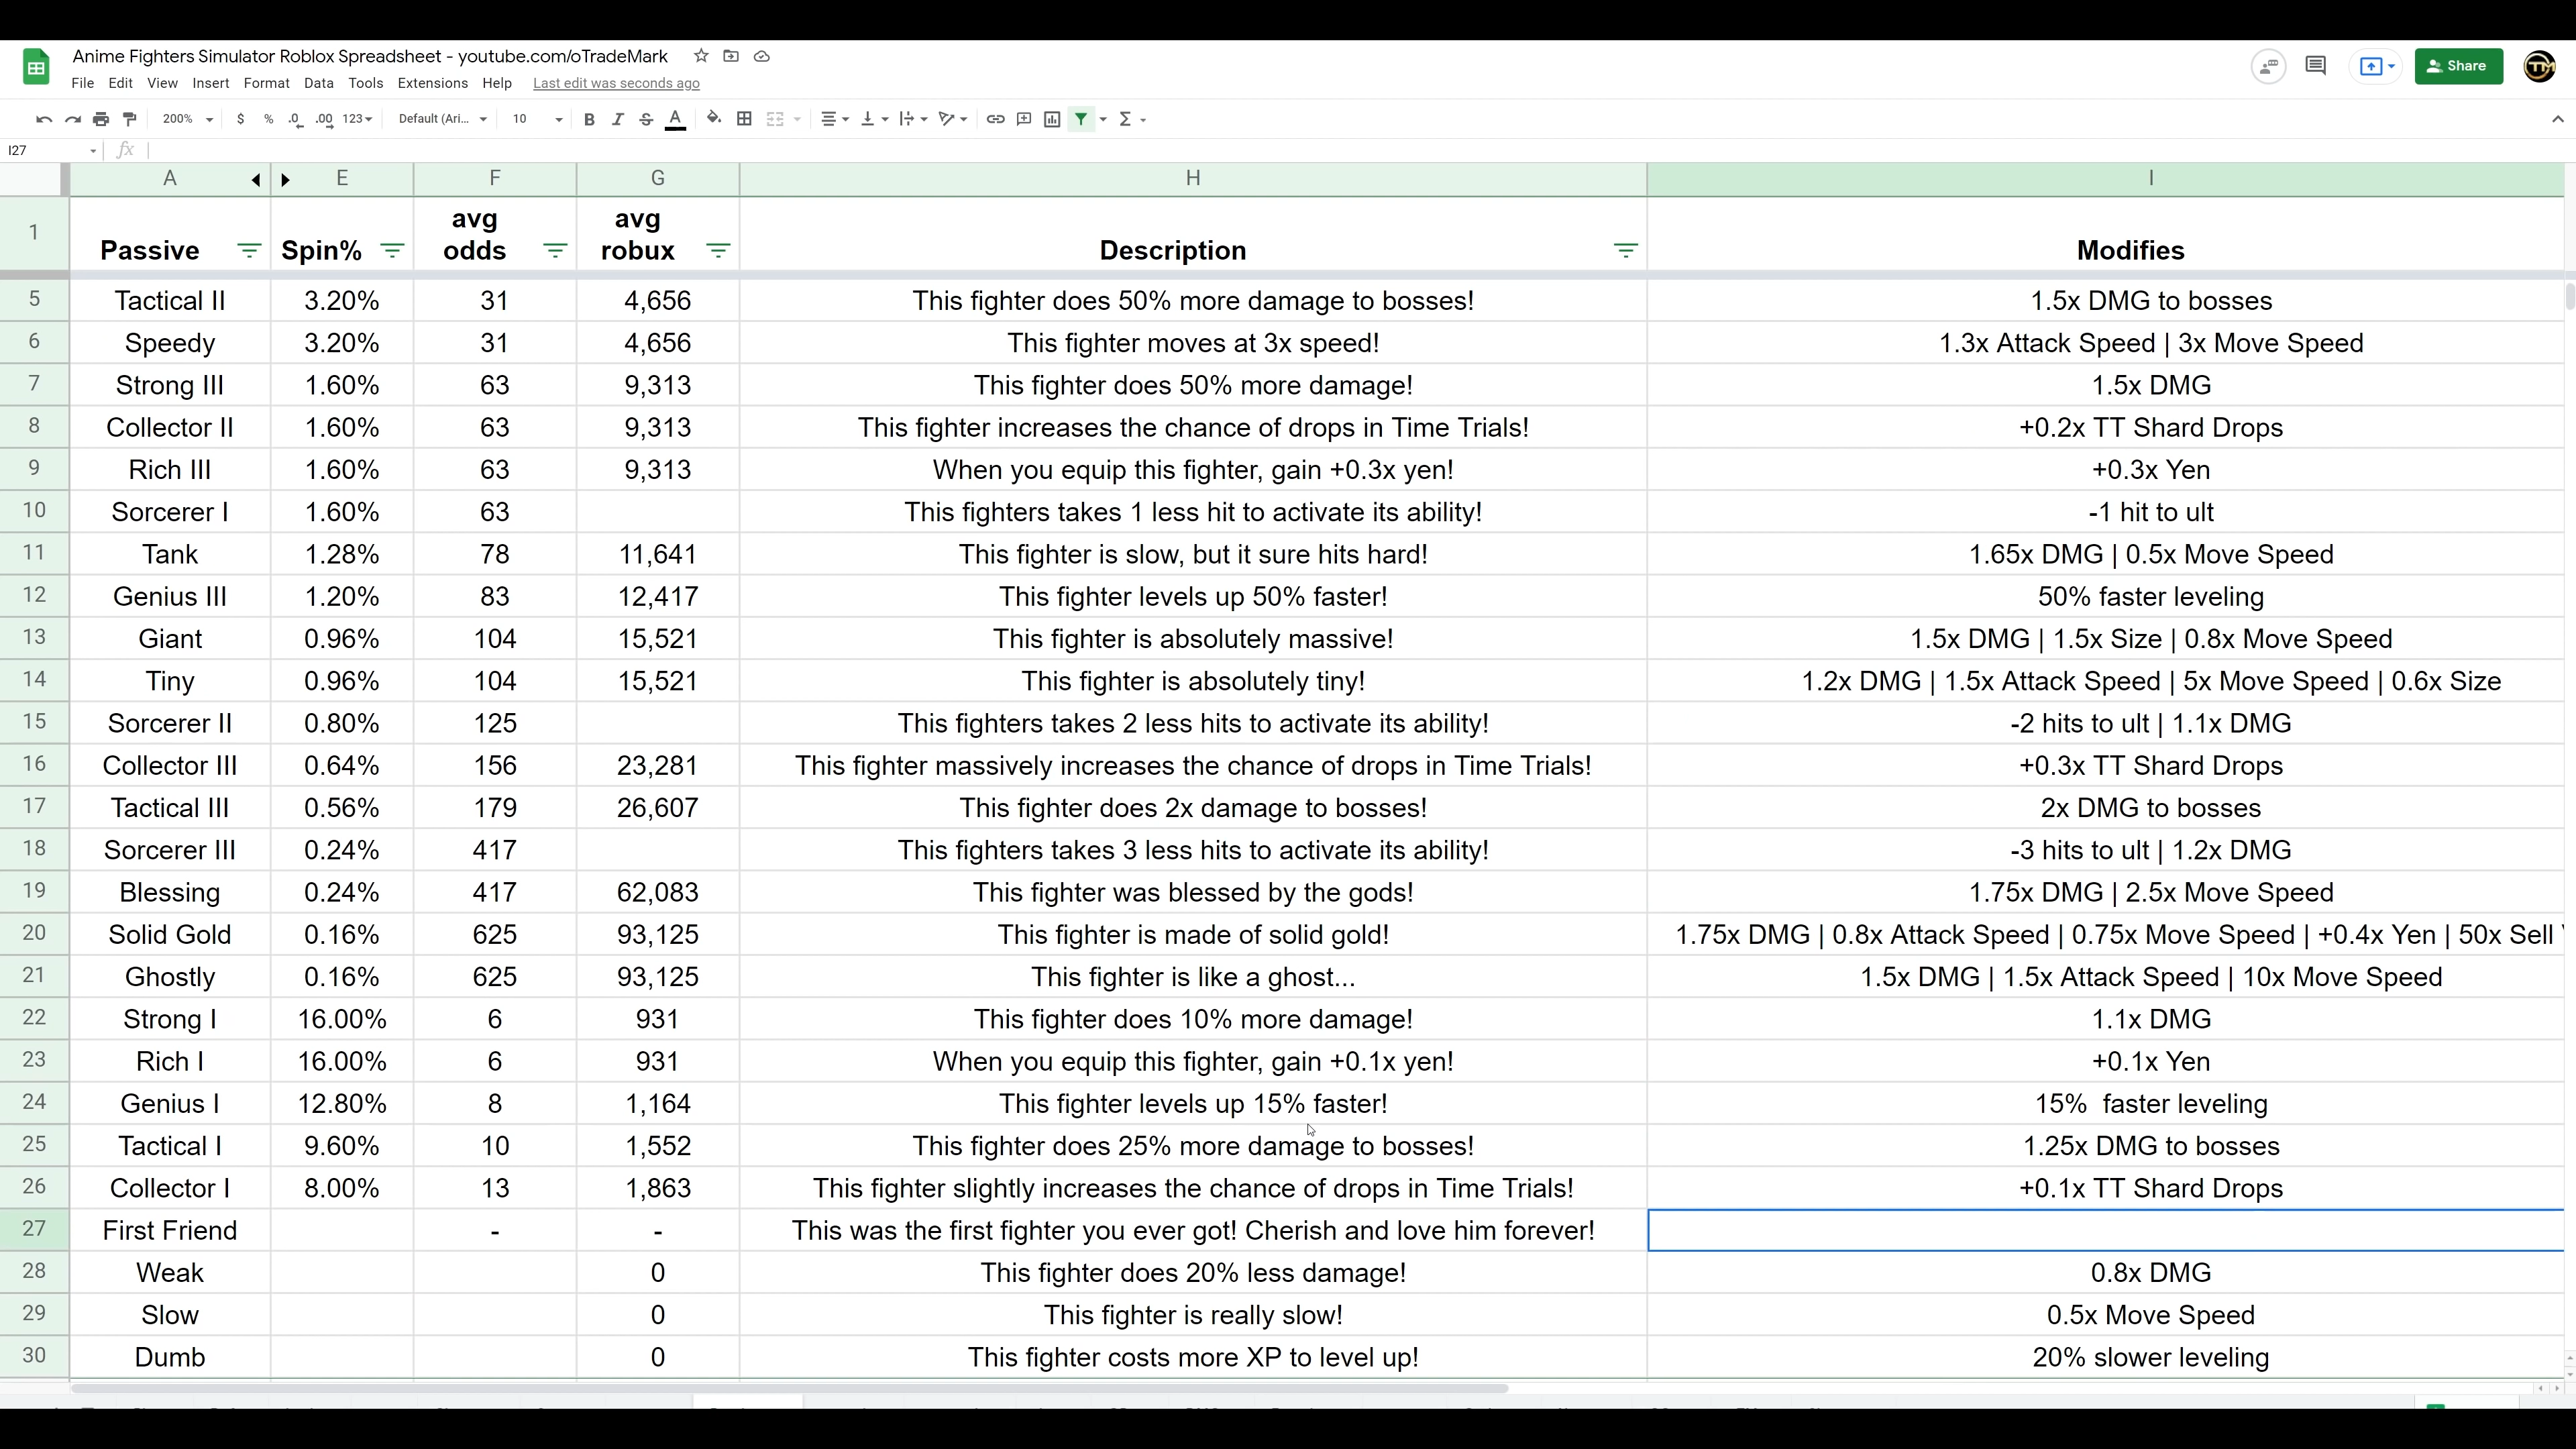 Anime Fighters Simulator Roblox Spreadsheet - youtube.com/oTradeMark
File Edit View Insert Format Data Tools Extensions Help Last edit was seconds ago
Share
200% $ % .0 .00 123 Default (Ari... 10 B I S A Σ
I27 fx
A E F G H I
1 Passive Spin% avg odds avg robux Description Modifies
5 Tactical II 3.20% 31 4,656 This fighter does 50% more damage to bosses! 1.5x DMG to bosses
6 Speedy 3.20% 31 4,656 This fighter moves at 3x speed! 1.3x Attack Speed | 3x Move Speed
7 Strong III 1.60% 63 9,313 This fighter does 50% more damage! 1.5x DMG
8 Collector II 1.60% 63 9,313 This fighter increases the chance of drops in Time Trials! +0.2x TT Shard Drops
9 Rich III 1.60% 63 9,313 When you equip this fighter, gain +0.3x yen! +0.3x Yen
10 Sorcerer I 1.60% 63 This fighters takes 1 less hit to activate its ability! -1 hit to ult
11 Tank 1.28% 78 11,641 This fighter is slow, but it sure hits hard! 1.65x DMG | 0.5x Move Speed
12 Genius III 1.20% 83 12,417 This fighter levels up 50% faster! 50% faster leveling
13 Giant 0.96% 104 15,521 This fighter is absolutely massive! 1.5x DMG | 1.5x Size | 0.8x Move Speed
14 Tiny 0.96% 104 15,521 This fighter is absolutely tiny! 1.2x DMG | 1.5x Attack Speed | 5x Move Speed | 0.6x Size
15 Sorcerer II 0.80% 125 This fighters takes 2 less hits to activate its ability! -2 hits to ult | 1.1x DMG
16 Collector III 0.64% 156 23,281 This fighter massively increases the chance of drops in Time Trials! +0.3x TT Shard Drops
17 Tactical III 0.56% 179 26,607 This fighter does 2x damage to bosses! 2x DMG to bosses
18 Sorcerer III 0.24% 417 This fighters takes 3 less hits to activate its ability! -3 hits to ult | 1.2x DMG
19 Blessing 0.24% 417 62,083 This fighter was blessed by the gods! 1.75x DMG | 2.5x Move Speed
20 Solid Gold 0.16% 625 93,125 This fighter is made of solid gold! 1.75x DMG | 0.8x Attack Speed | 0.75x Move Speed | +0.4x Yen | 50x Sell
21 Ghostly 0.16% 625 93,125 This fighter is like a ghost... 1.5x DMG | 1.5x Attack Speed | 10x Move Speed
22 Strong I 16.00% 6 931 This fighter does 10% more damage! 1.1x DMG
23 Rich I 16.00% 6 931 When you equip this fighter, gain +0.1x yen! +0.1x Yen
24 Genius I 12.80% 8 1,164 This fighter levels up 15% faster! 15% faster leveling
25 Tactical I 9.60% 10 1,552 This fighter does 25% more damage to bosses! 1.25x DMG to bosses
26 Collector I 8.00% 13 1,863 This fighter slightly increases the chance of drops in Time Trials! +0.1x TT Shard Drops
27 First Friend - - This was the first fighter you ever got! Cherish and love him forever!
28 Weak 0 This fighter does 20% less damage! 0.8x DMG
29 Slow 0 This fighter is really slow! 0.5x Move Speed
30 Dumb 0 This fighter costs more XP to level up! 20% slower leveling